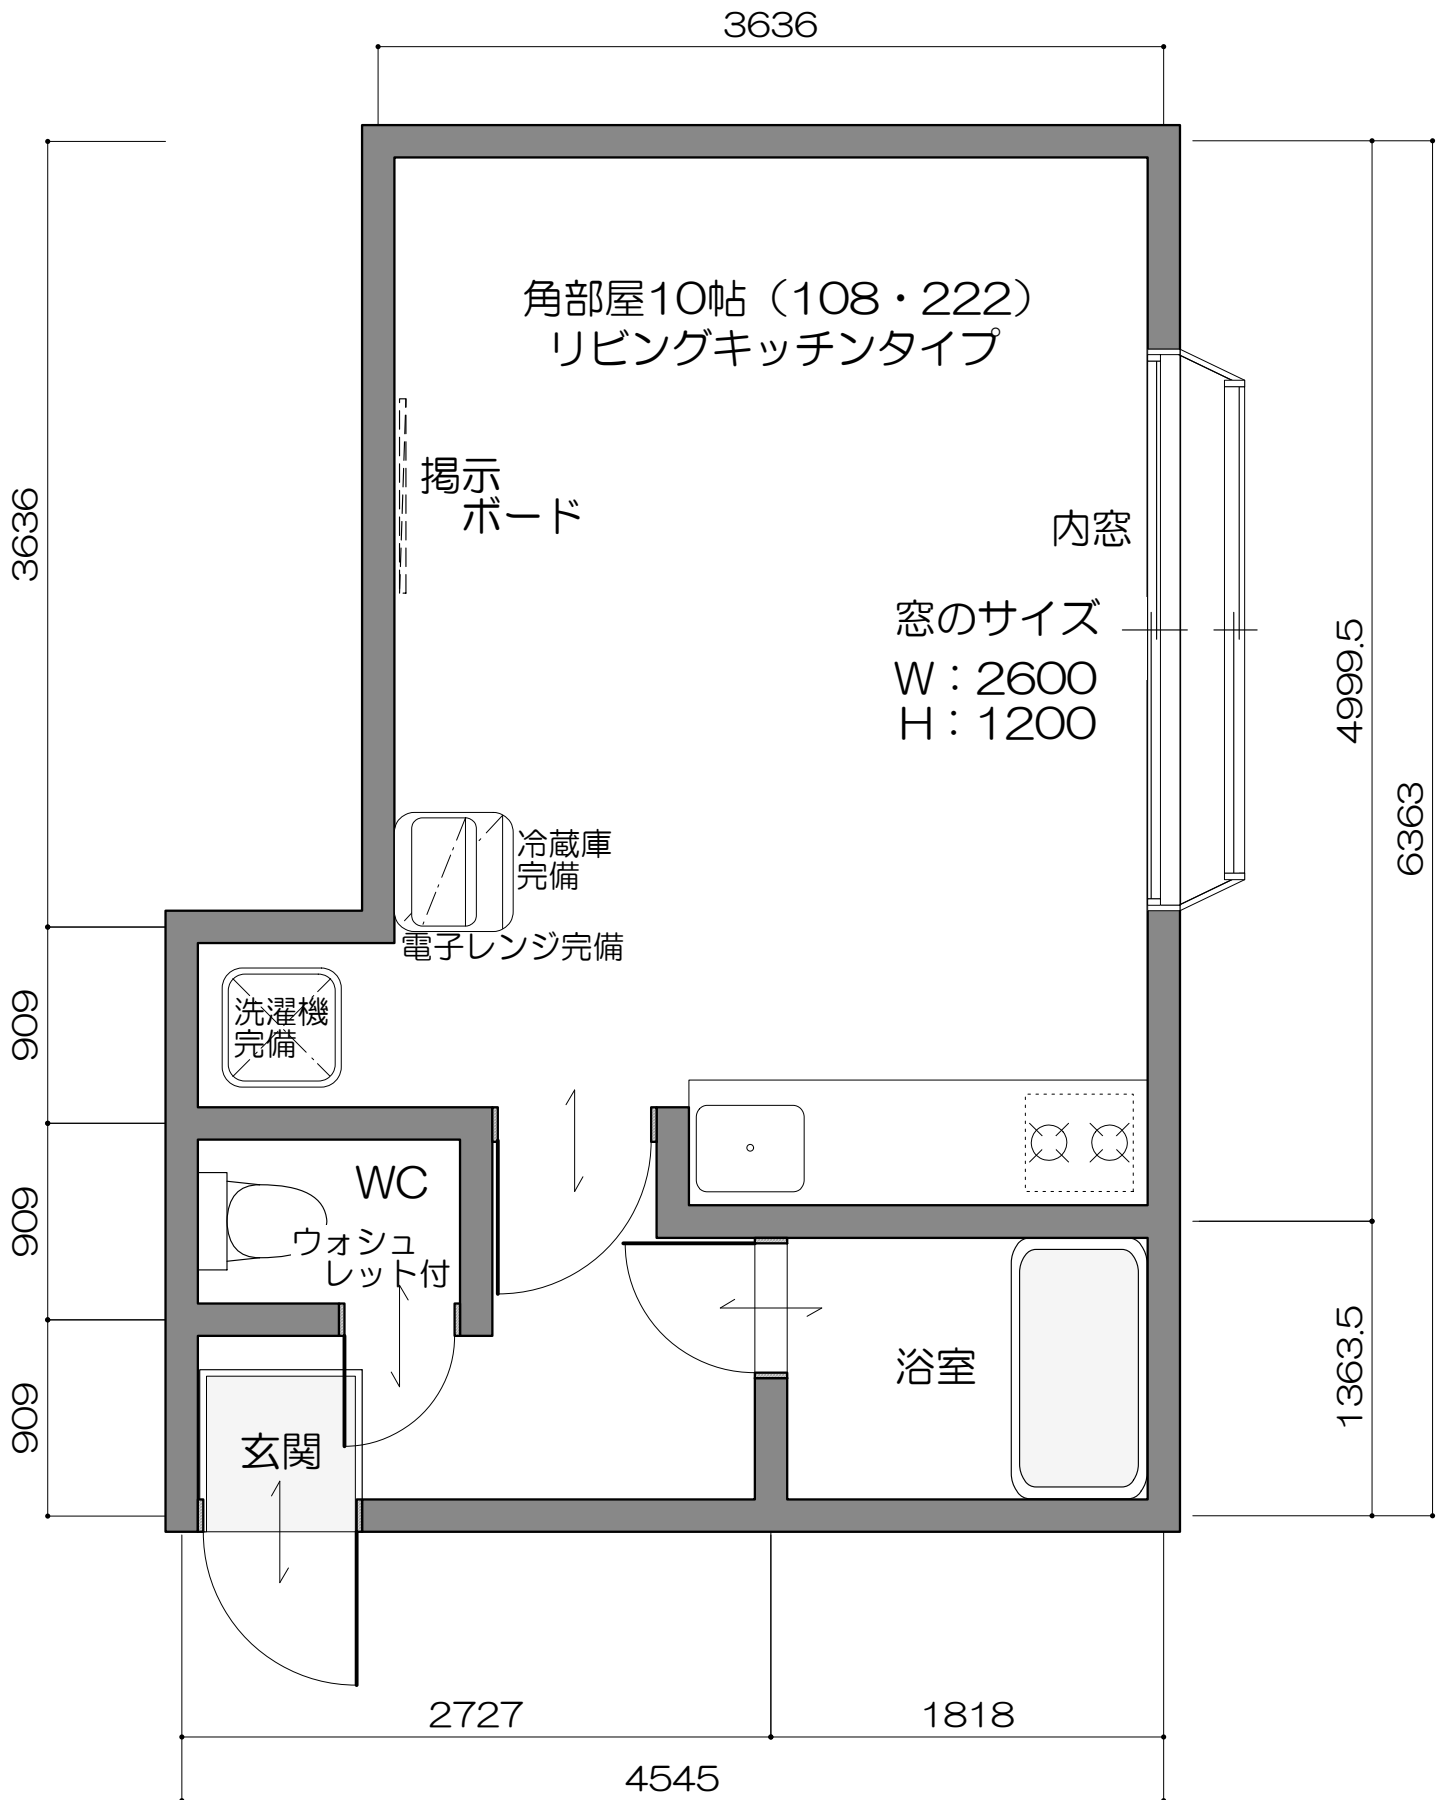 3636
角部屋10帖（108・222）
リビングキッチンタイプ
掲示
ボード
3636
内窓
窓のサイズ
W：2600
H：1200
4999.5
6363
冷蔵庫
完備
電子レンジ完備
洗濯機
完備
909
WC
ウォシュ
レット付
909
浴室
1363.5
玄関
909
2727
1818
4545